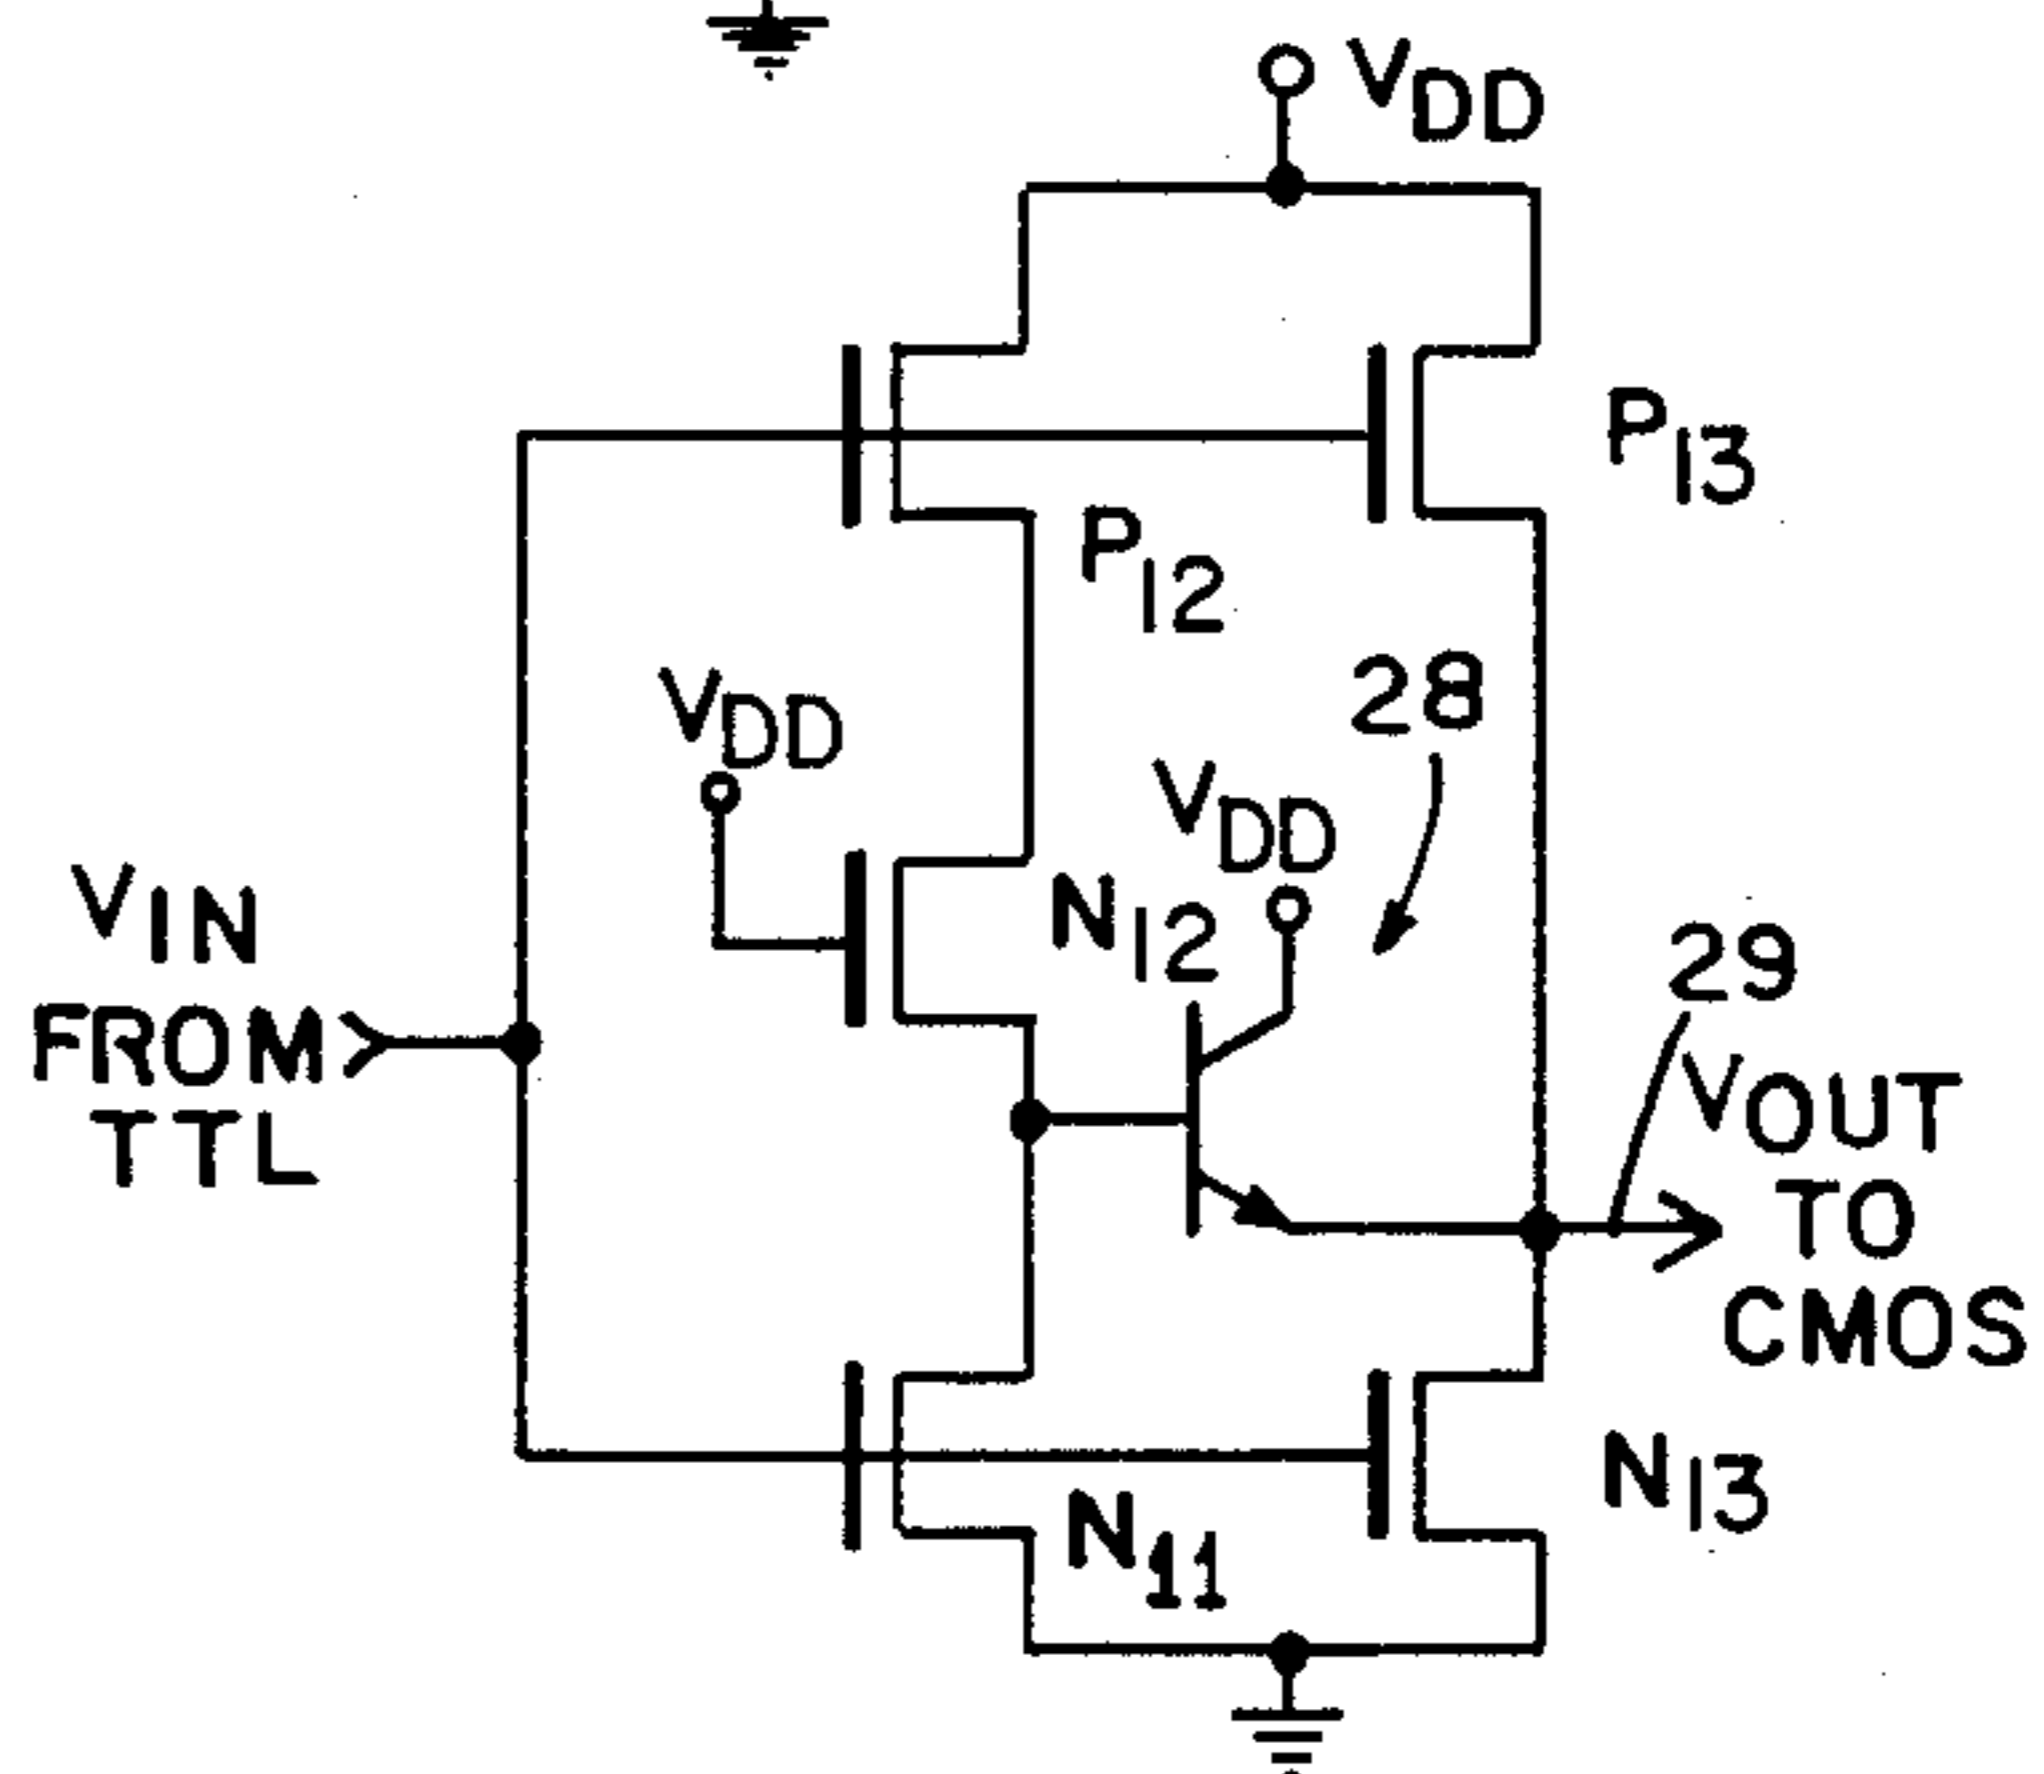 VDD
P13
P12
VDD
28
VDD
N12
VIN
FROM
TTL
29
VOUT
TO
CMOS
N13
N11